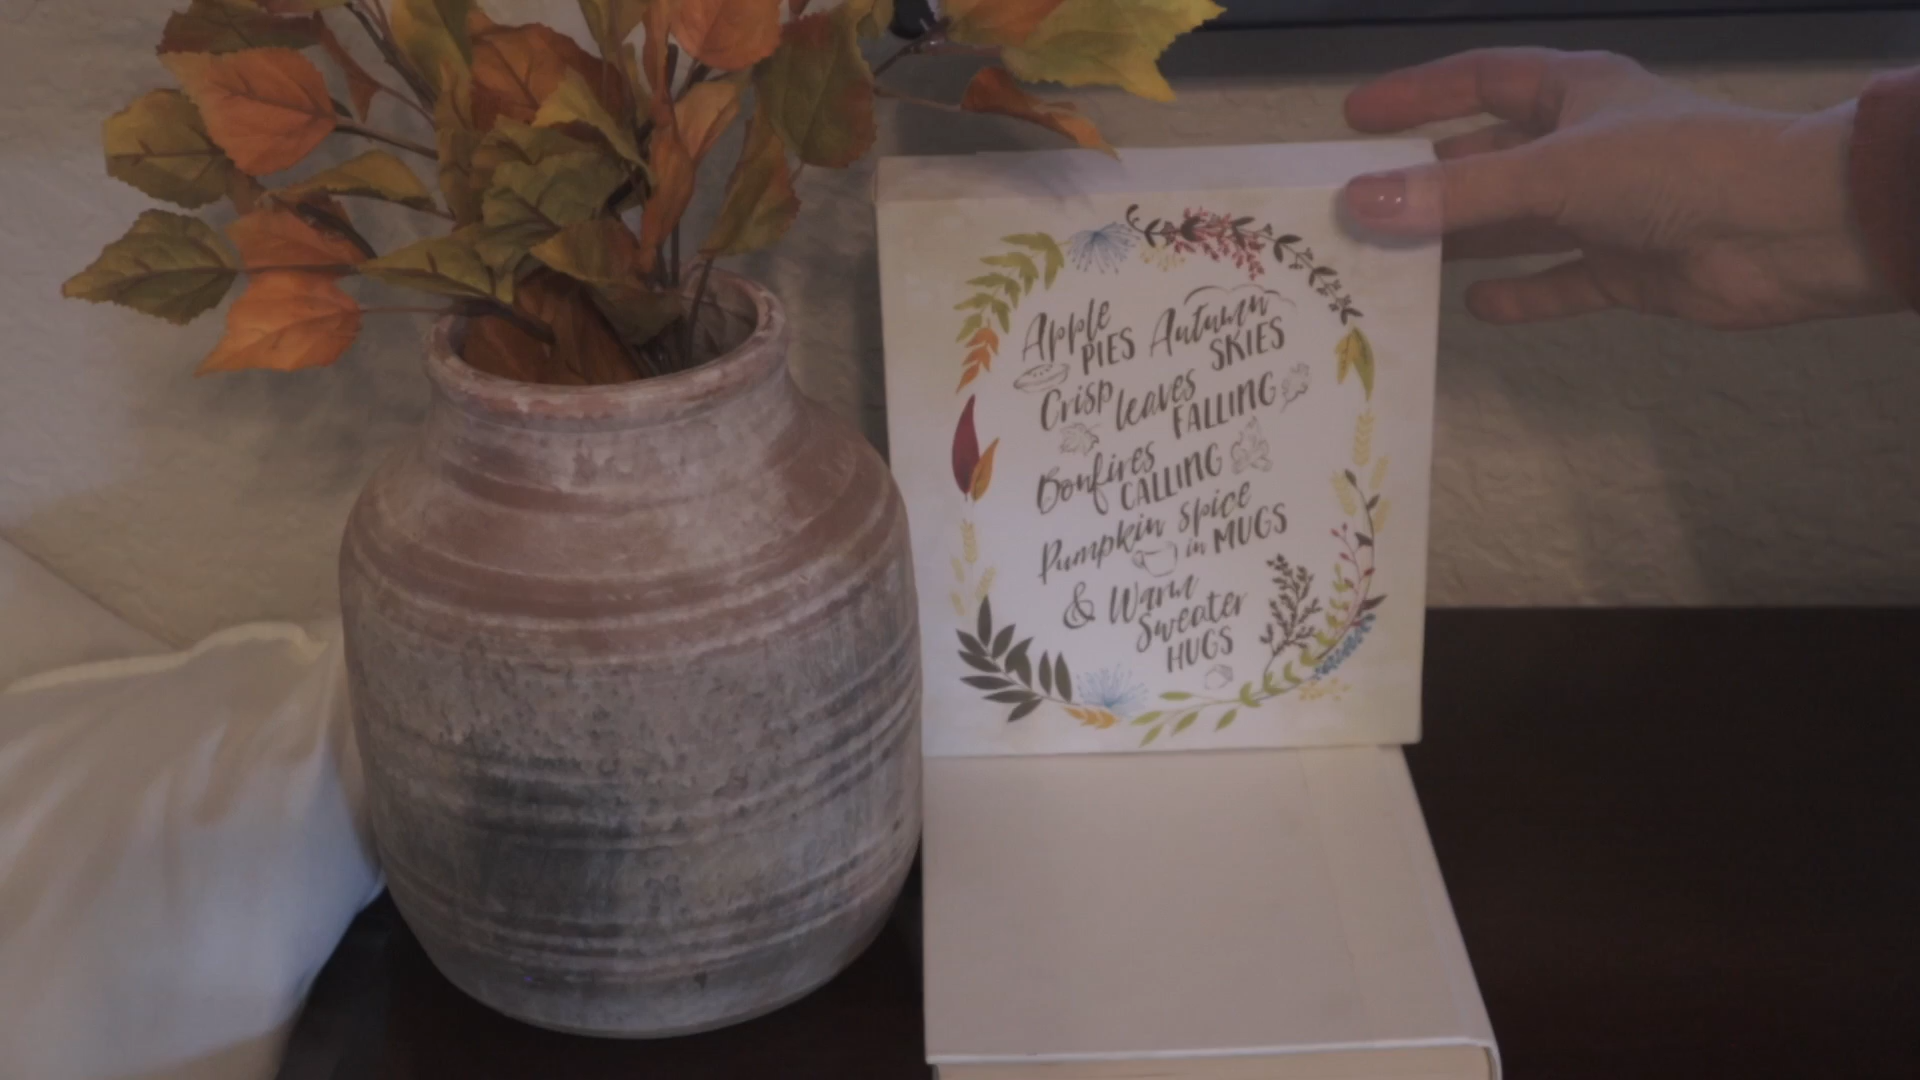 Apple PIES Autumn SKIES
Crisp leaves FALLING
Bonfires CALLING
Pumpkin spice in MUGS
& Warm Sweater HUGS